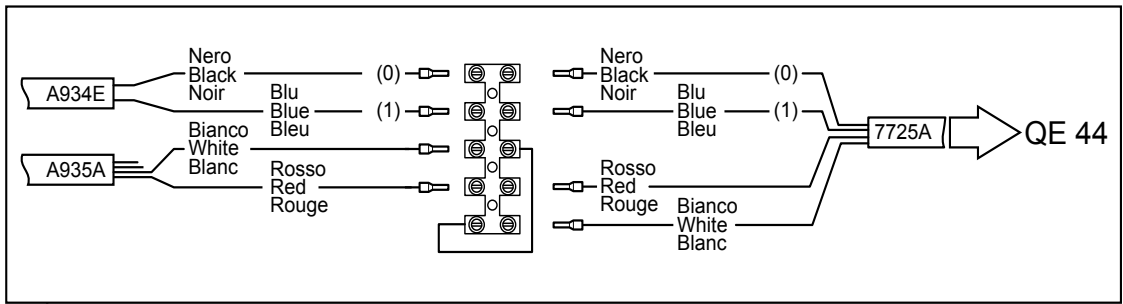 A934E
Nero
Black
Noir
(0)
Blu
Blue
Bleu
(1)
A935A
Bianco
White
Blanc
Rosso
Red
Rouge
Nero
Black
Noir
(0)
Blu
Blue
Bleu
(1)
Rosso
Red
Rouge
Bianco
White
Blanc
7725A
QE 44